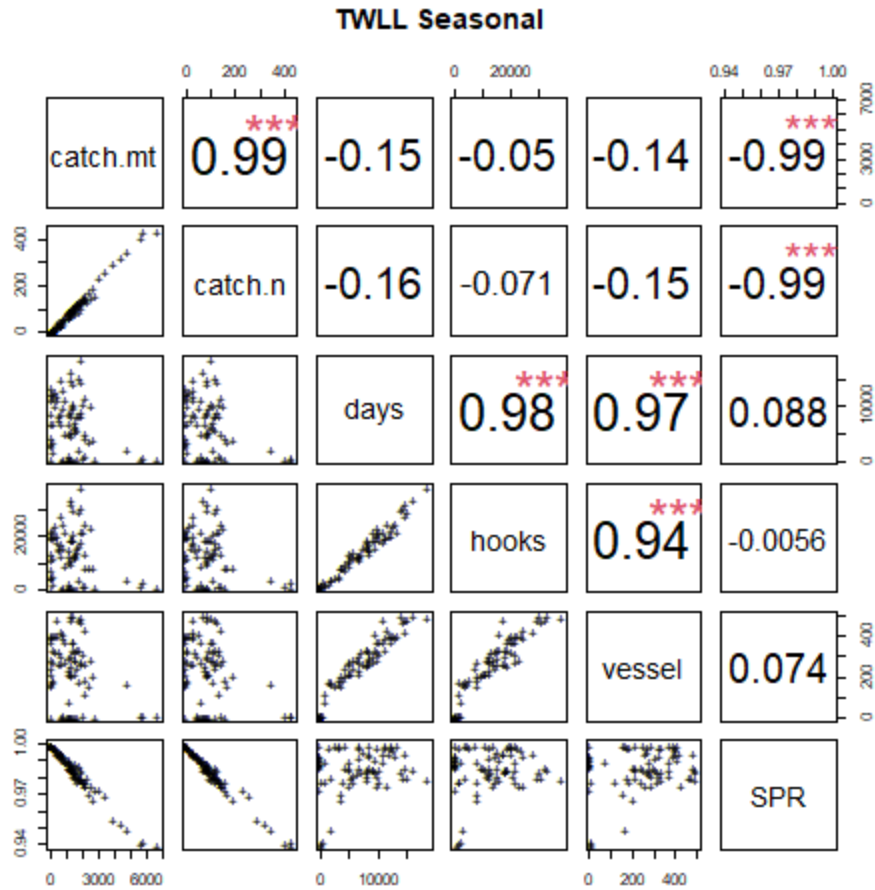 TWLL Seasonal
0 200 400 0 20000 0.94 0.97 1.00
catch.mt 0.99 *** -0.15 -0.05 -0.14 -0.99 *** 0 3000 7000
0 200 400 catch.n -0.16 -0.071 -0.15 -0.99 ***
days 0.98 *** 0.97 *** 0.088 0 10000
0 20000 hooks 0.94 *** -0.0056
vessel 0.074 0 200 400
0.94 0.97 1.00 SPR
0 3000 6000 0 10000 0 200 400